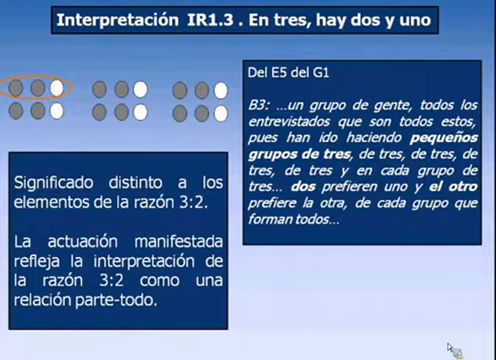 Interpretación IR1.3 . En tres, hay dos y uno
Del E5 del G1
B3: ...un grupo de gente, todos los
entrevistados que son todos estos,
pues han ido haciendo pequeños
grupos de tres, de tres, de tres, de
tres, de tres y en cada grupo de
tres... dos prefieren uno y el otro
prefiere la otra, de cada grupo que
forman todos...
Significado distinto a los
elementos de la razón 3:2.
La actuación manifestada
refleja la interpretación de
la razón 3:2 como una
relación parte-todo.